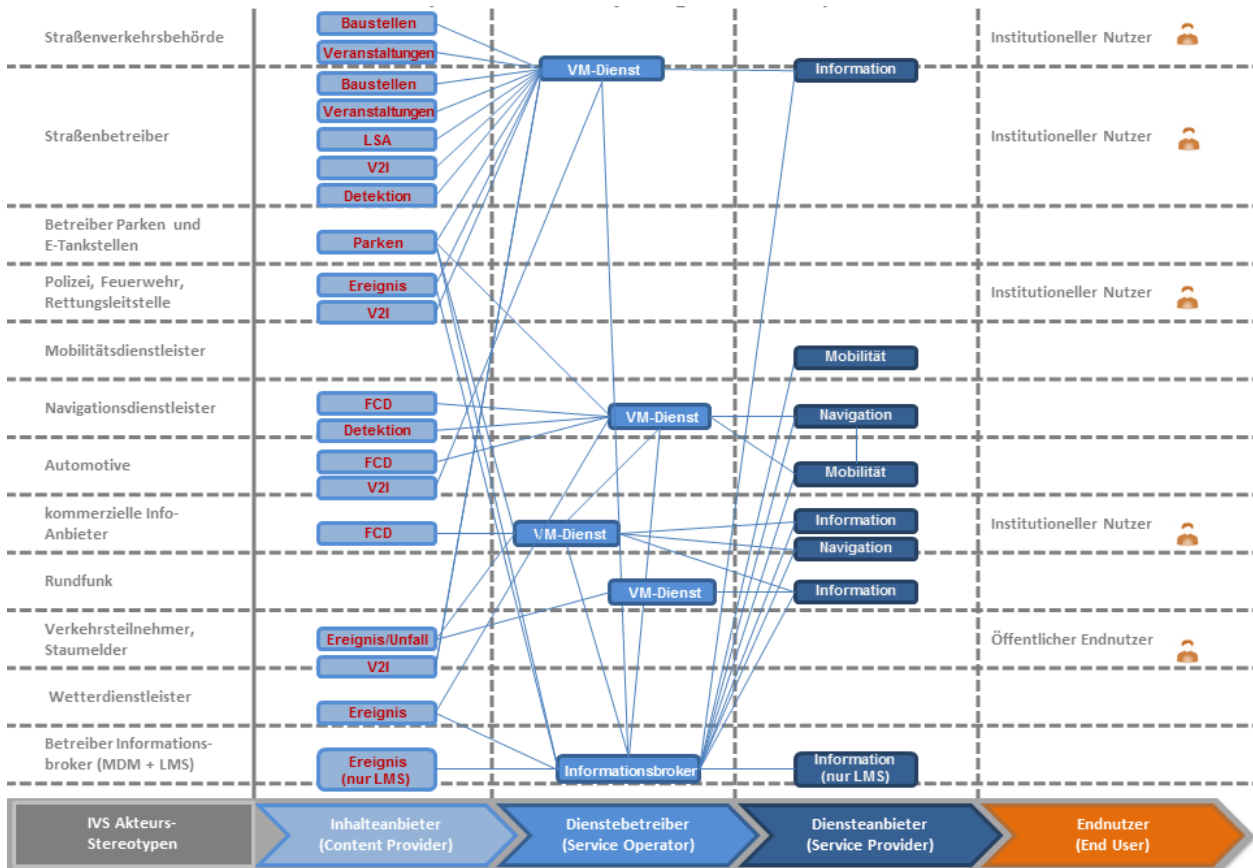 Straßenverkehrsbehörde
Baustellen
Veranstaltungen
Institutioneller Nutzer
VM-Dienst
Information
Straßenbetreiber
Baustellen
Veranstaltungen
LSA
V2I
Detektion
Institutioneller Nutzer
Betreiber Parken und
E-Tankstellen
Parken
Polizei, Feuerwehr,
Rettungsleitstelle
Ereignis
V2I
Institutioneller Nutzer
Mobilitätsdienstleister
Mobilität
Navigationsdienstleister
FCD
Detektion
VM-Dienst
Navigation
Automotive
FCD
V2I
Mobilität
kommerzielle Info-
Anbieter
FCD
VM-Dienst
Information
Navigation
Institutioneller Nutzer
Rundfunk
VM-Dienst
Information
Verkehrsteilnehmer,
Staumelder
Ereignis/Unfall
V2I
Öffentlicher Endnutzer
Wetterdienstleister
Ereignis
Betreiber Informations-
broker (MDM + LMS)
Ereignis
(nur LMS)
Informationsbroker
Information
(nur LMS)
IVS Akteurs-
Stereotypen
Inhalteanbieter
(Content Provider)
Dienstebetreiber
(Service Operator)
Diensteanbieter
(Service Provider)
Endnutzer
(End User)